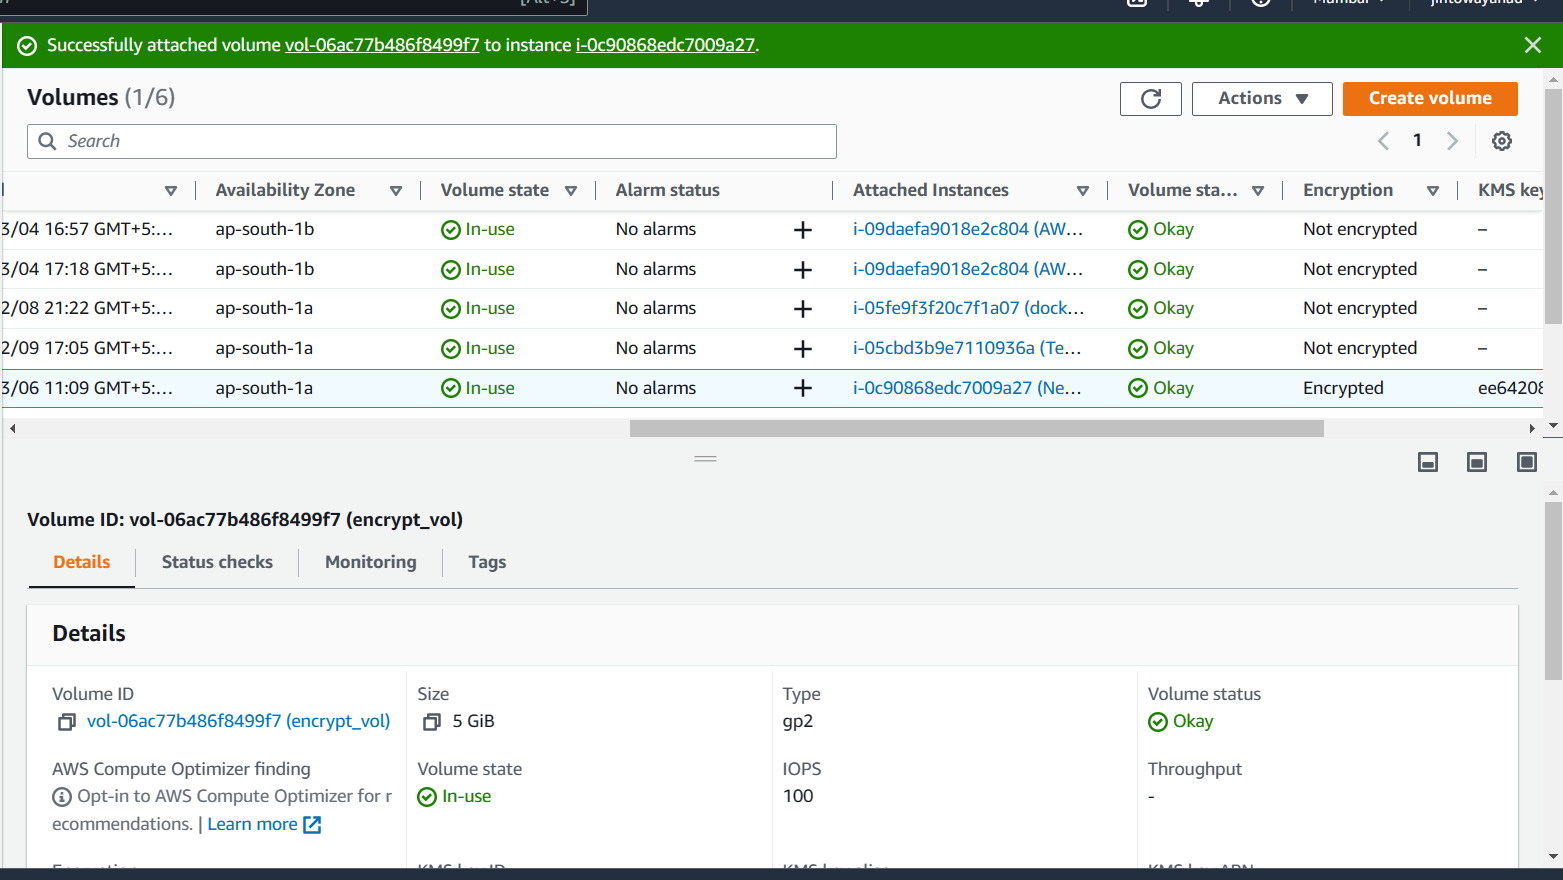 [Alt+S]
Successfully attached volume vol-06ac77b486f8499f7 to instance i-0c90868edc7009a27.
Volumes (1/6)
Actions
Create volume
Search
1
Availability Zone
Volume state
Alarm status
Attached Instances
Volume sta...
Encryption
KMS key
3/04 16:57 GMT+5:... ap-south-1b In-use No alarms + i-09daefa9018e2c804 (AW... Okay Not encrypted –
3/04 17:18 GMT+5:... ap-south-1b In-use No alarms + i-09daefa9018e2c804 (AW... Okay Not encrypted –
2/08 21:22 GMT+5:... ap-south-1a In-use No alarms + i-05fe9f3f20c7f1a07 (dock... Okay Not encrypted –
2/09 17:05 GMT+5:... ap-south-1a In-use No alarms + i-05cbd3b9e7110936a (Te... Okay Not encrypted –
3/06 11:09 GMT+5:... ap-south-1a In-use No alarms + i-0c90868edc7009a27 (Ne... Okay Encrypted ee64208
Volume ID: vol-06ac77b486f8499f7 (encrypt_vol)
Details
Status checks
Monitoring
Tags
Details
Volume ID
vol-06ac77b486f8499f7 (encrypt_vol)
Size
5 GiB
Type
gp2
Volume status
Okay
AWS Compute Optimizer finding
Opt-in to AWS Compute Optimizer for r
ecommendations. | Learn more
Volume state
In-use
IOPS
100
Throughput
-